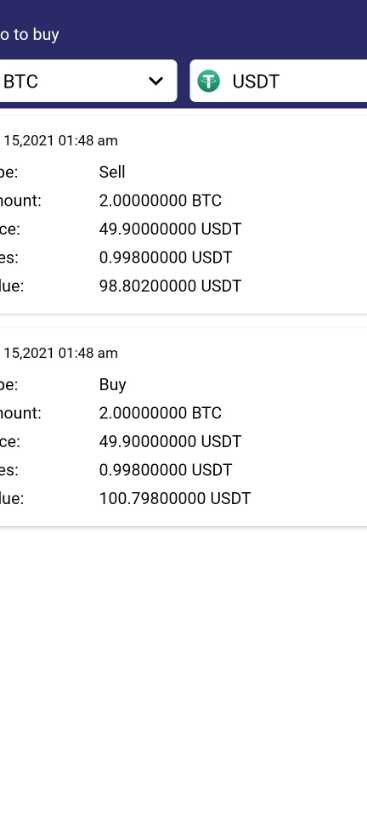 o to buy
BTC
USDT
15,2021 01:48 am
pe: Sell
nount: 2.00000000 BTC
ce: 49.90000000 USDT
es: 0.99800000 USDT
lue: 98.80200000 USDT
15,2021 01:48 am
pe: Buy
nount: 2.00000000 BTC
ce: 49.90000000 USDT
es: 0.99800000 USDT
lue: 100.79800000 USDT